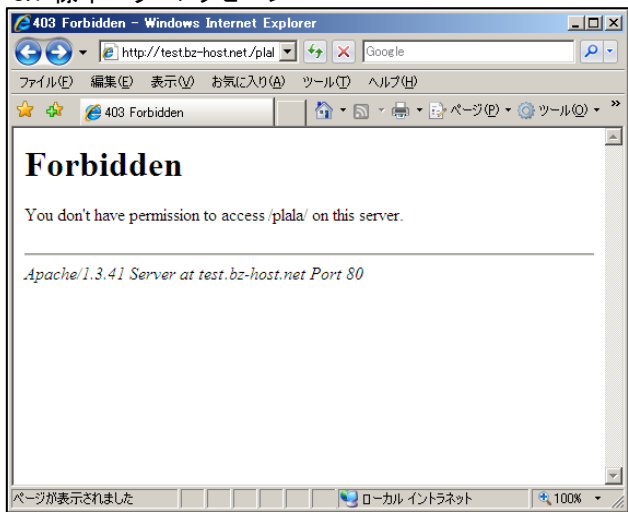 403 Forbidden - Windows Internet Explorer
http://test.bz-host.net/plal
Google
ファイル(F) 編集(E) 表示(V) お気に入り(A) ツール(T) ヘルプ(H)
403 Forbidden
ページ(P) ツール(O) »
Forbidden
You don't have permission to access /plala/ on this server.
Apache/1.3.41 Server at test.bz-host.net Port 80
ページが表示されました
ローカル イントラネット
100%